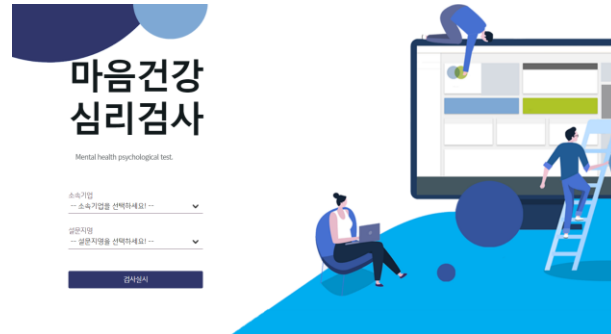 마음건강
심리검사
Mental health psychological test.
소속기업
-- 소속기업을 선택하세요! --
설문지명
-- 설문지명을 선택하세요! --
검사실시